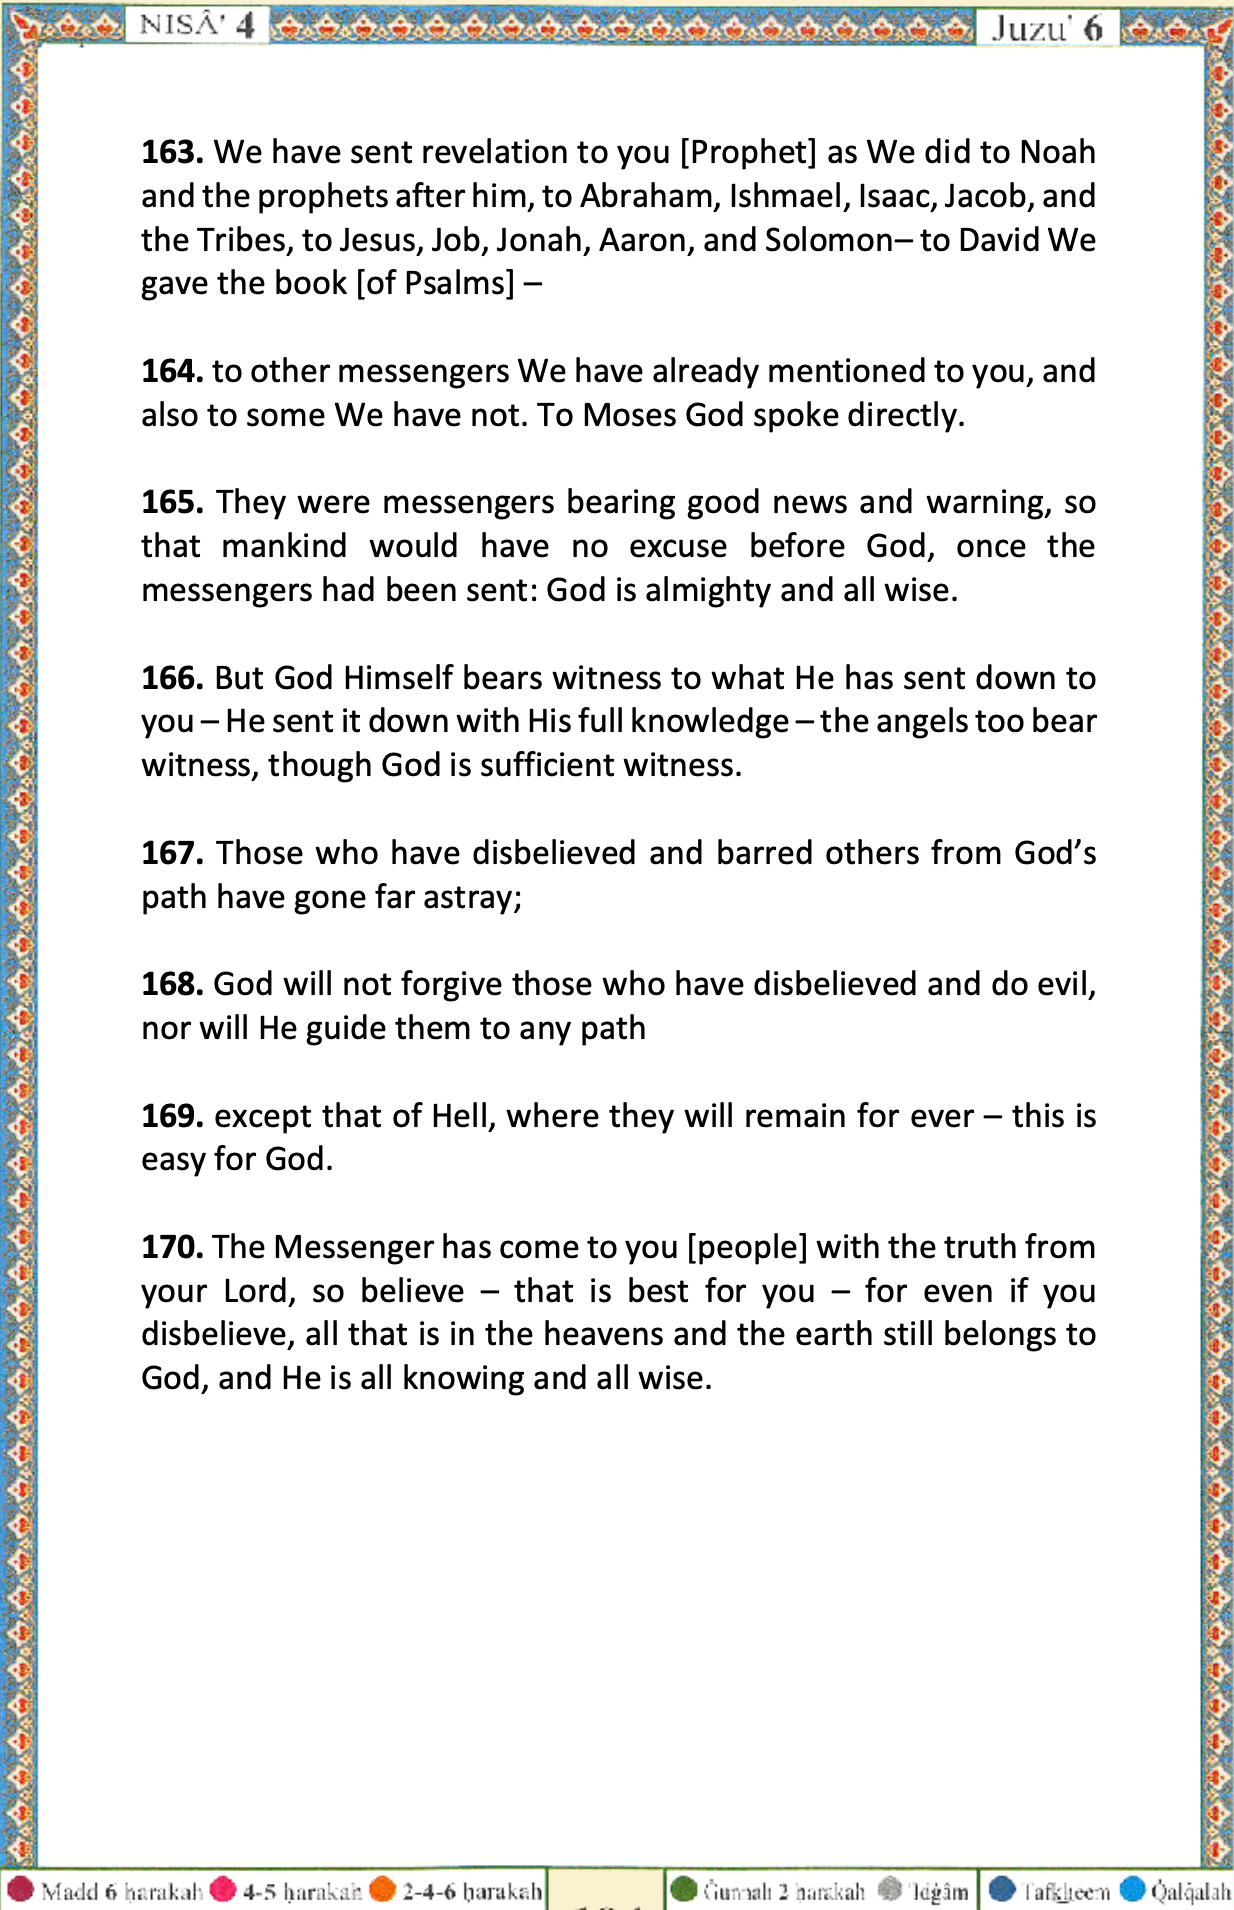 NISÂ' 4 Juzu' 6
163. We have sent revelation to you [Prophet] as We did to Noah
and the prophets after him, to Abraham, Ishmael, Isaac, Jacob, and
the Tribes, to Jesus, Job, Jonah, Aaron, and Solomon– to David We
gave the book [of Psalms] –
164. to other messengers We have already mentioned to you, and
also to some We have not. To Moses God spoke directly.
165. They were messengers bearing good news and warning, so
that mankind would have no excuse before God, once the
messengers had been sent: God is almighty and all wise.
166. But God Himself bears witness to what He has sent down to
you – He sent it down with His full knowledge – the angels too bear
witness, though God is sufficient witness.
167. Those who have disbelieved and barred others from God’s
path have gone far astray;
168. God will not forgive those who have disbelieved and do evil,
nor will He guide them to any path
169. except that of Hell, where they will remain for ever – this is
easy for God.
170. The Messenger has come to you [people] with the truth from
your Lord, so believe – that is best for you – for even if you
disbelieve, all that is in the heavens and the earth still belongs to
God, and He is all knowing and all wise.
Madd 6 ḥarakah 4-5 ḥarakah 2-4-6 ḥarakah Ġunnah 2 ḥarakah 'Idġâm Tafkheem Qalqalah